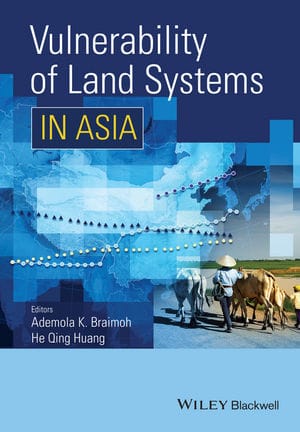 Vulnerability
of Land Systems
IN ASIA
Editors
Ademola K. Braimoh
He Qing Huang
WILEY Blackwell